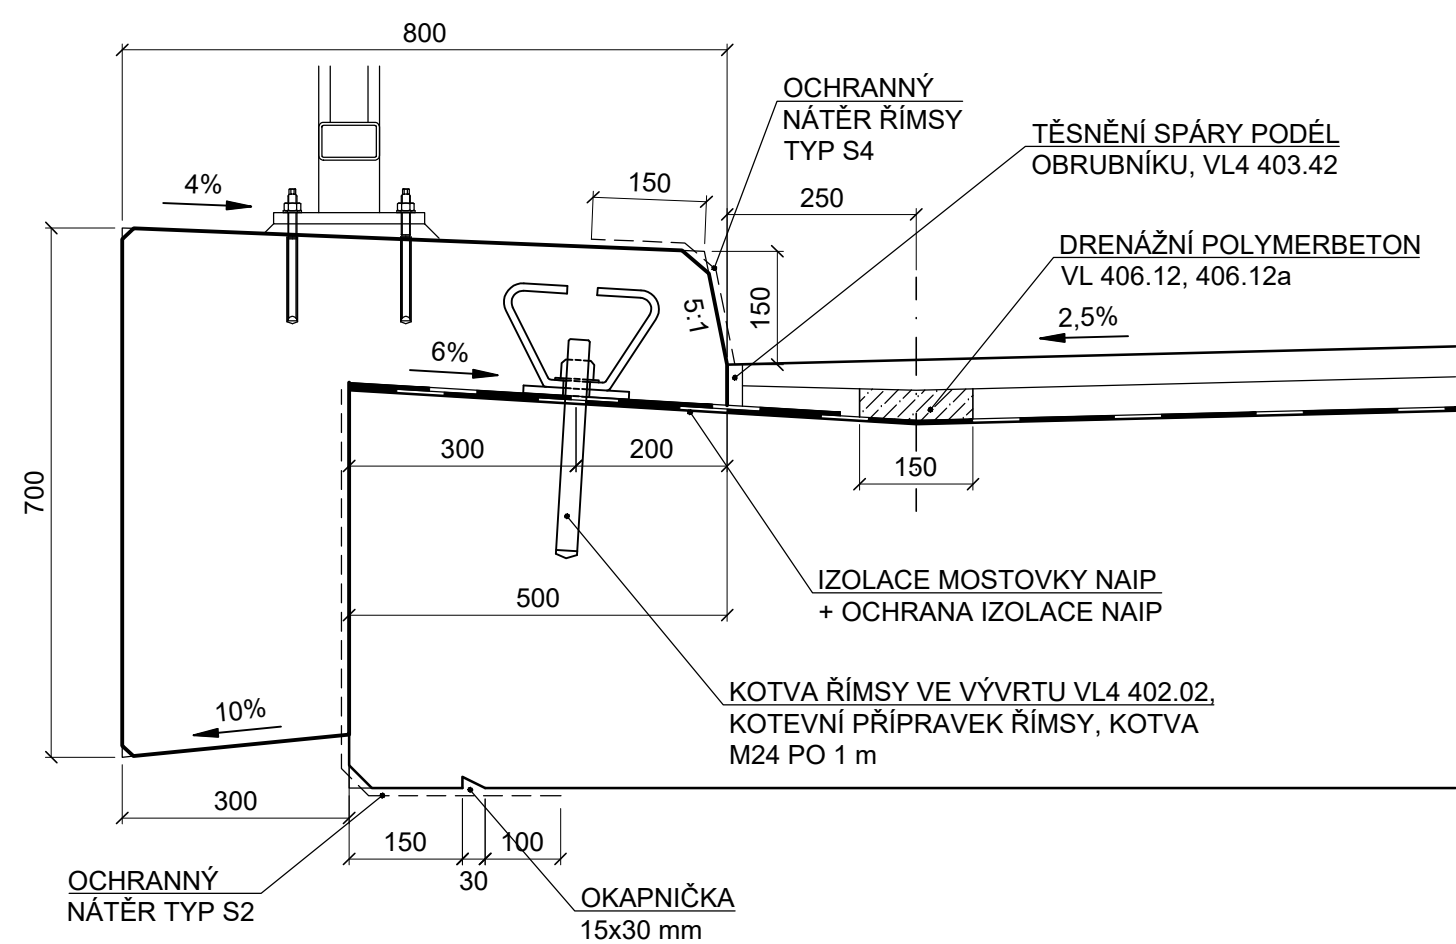 800
OCHRANNÝ
NÁTĚR ŘÍMSY
TYP S4
TĚSNĚNÍ SPÁRY PODÉL
OBRUBNÍKU, VL4 403.42
4%
150
250
DRENÁŽNÍ POLYMERBETON
VL 406.12, 406.12a
5:1
150
2,5%
6%
300
200
150
700
500
IZOLACE MOSTOVKY NAIP
+ OCHRANA IZOLACE NAIP
KOTVA ŘÍMSY VE VÝVRTU VL4 402.02,
KOTEVNÍ PŘÍPRAVEK ŘÍMSY, KOTVA
M24 PO 1 m
10%
300
150
100
30
OCHRANNÝ
NÁTĚR TYP S2
OKAPNIČKA
15x30 mm